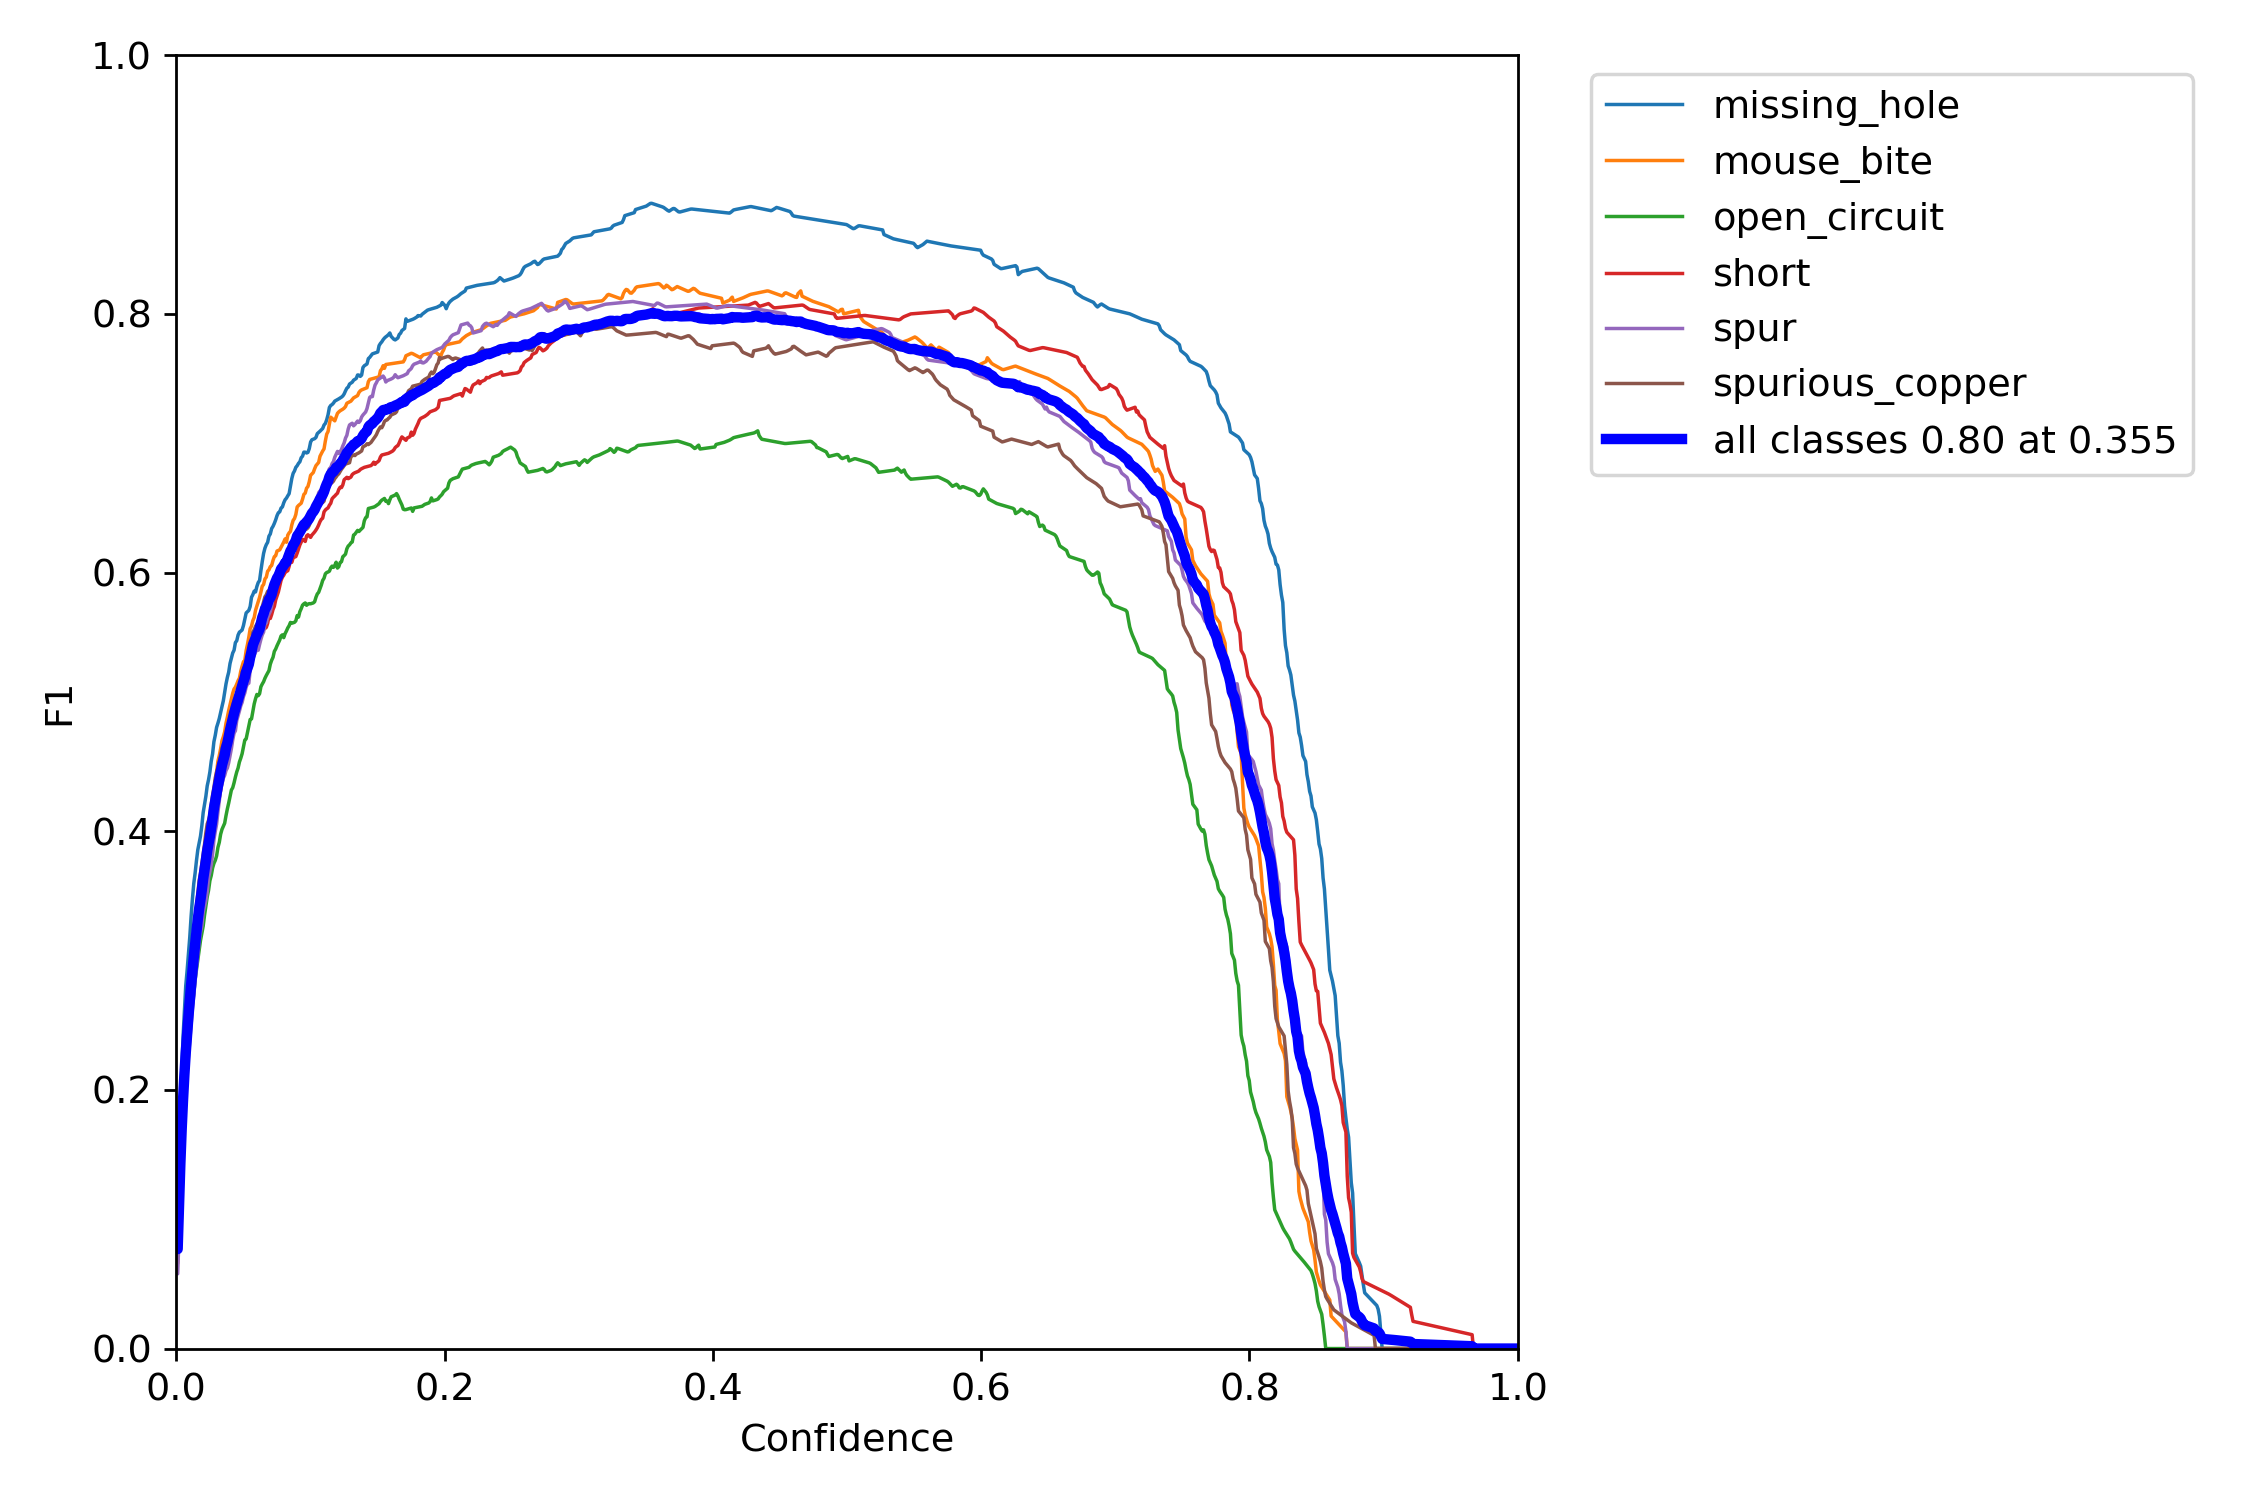 1.0
0.8
0.6
0.4
0.2
0.0
F1
0.0 0.2 0.4 0.6 0.8 1.0
Confidence
missing_hole
mouse_bite
open_circuit
short
spur
spurious_copper
all classes 0.80 at 0.355